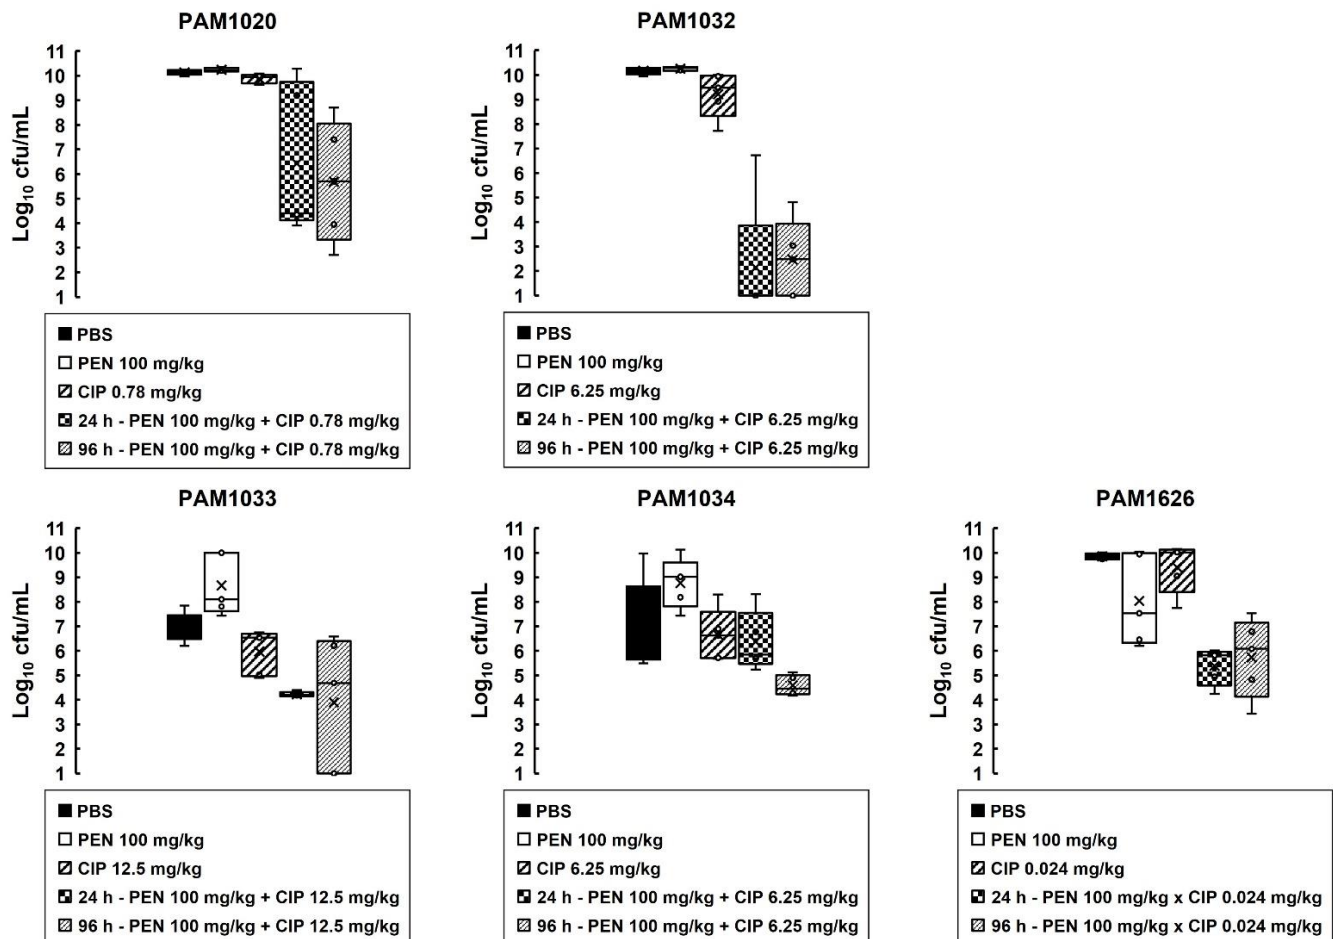 PAM1020
11
10
9
8
7
6
5
4
3
2
1
Log10 cfu/mL
PBS
PEN 100 mg/kg
CIP 0.78 mg/kg
24 h - PEN 100 mg/kg + CIP 0.78 mg/kg
96 h - PEN 100 mg/kg + CIP 0.78 mg/kg
PAM1032
11
10
9
8
7
6
5
4
3
2
1
Log10 cfu/mL
PBS
PEN 100 mg/kg
CIP 6.25 mg/kg
24 h - PEN 100 mg/kg + CIP 6.25 mg/kg
96 h - PEN 100 mg/kg + CIP 6.25 mg/kg
PAM1033
11
10
9
8
7
6
5
4
3
2
1
Log10 cfu/mL
PBS
PEN 100 mg/kg
CIP 12.5 mg/kg
24 h - PEN 100 mg/kg + CIP 12.5 mg/kg
96 h - PEN 100 mg/kg + CIP 12.5 mg/kg
PAM1034
11
10
9
8
7
6
5
4
3
2
1
Log10 cfu/mL
PBS
PEN 100 mg/kg
CIP 6.25 mg/kg
24 h - PEN 100 mg/kg + CIP 6.25 mg/kg
96 h - PEN 100 mg/kg + CIP 6.25 mg/kg
PAM1626
11
10
9
8
7
6
5
4
3
2
1
Log10 cfu/mL
PBS
PEN 100 mg/kg
CIP 0.024 mg/kg
24 h - PEN 100 mg/kg x CIP 0.024 mg/kg
96 h - PEN 100 mg/kg x CIP 0.024 mg/kg